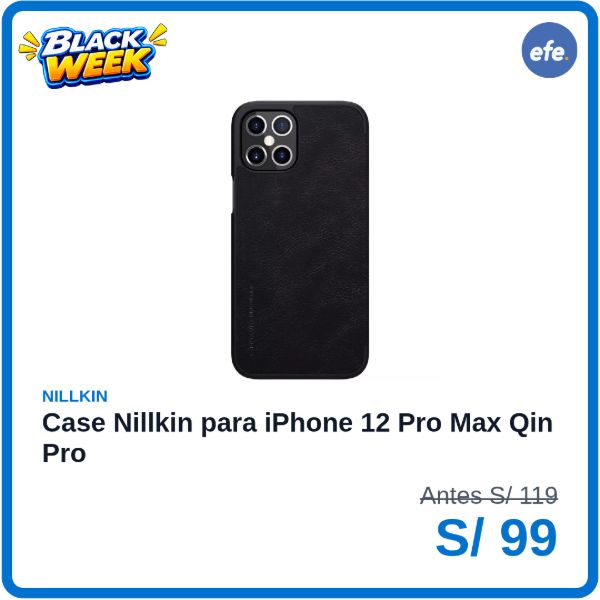 BLACK
WEEK
efe.
NILLKIN
Case Nillkin para iPhone 12 Pro Max Qin
Pro
Antes S/ 119
S/ 99